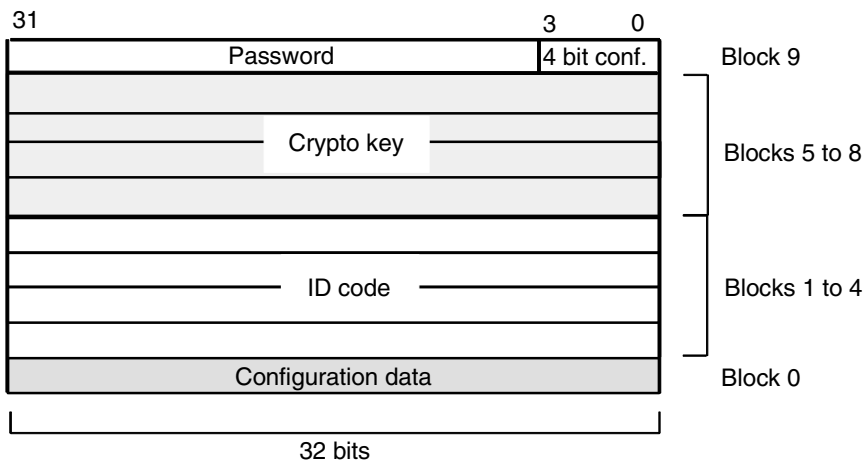 31 3 0
Password 4 bit conf. Block 9
Crypto key Blocks 5 to 8
ID code Blocks 1 to 4
Configuration data Block 0
32 bits